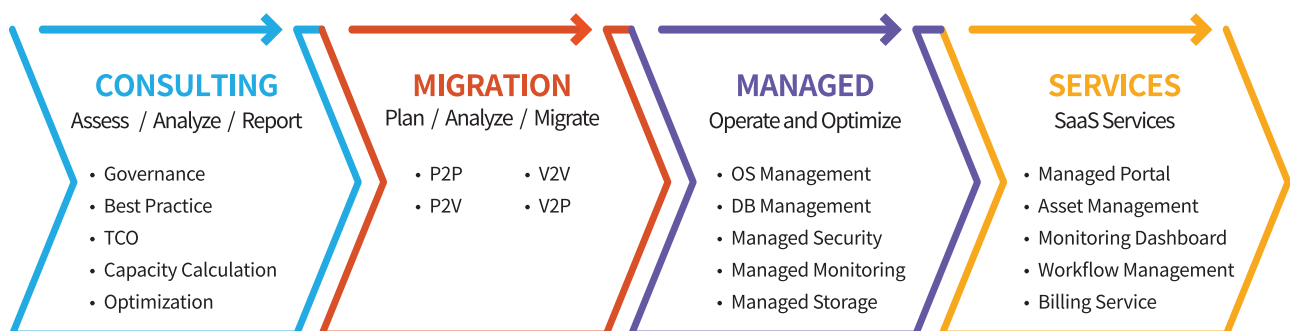 CONSULTING
Assess / Analyze / Report
• Governance
• Best Practice
• TCO
• Capacity Calculation
• Optimization
MIGRATION
Plan / Analyze / Migrate
• P2P • V2V
• P2V • V2P
MANAGED
Operate and Optimize
• OS Management
• DB Management
• Managed Security
• Managed Monitoring
• Managed Storage
SERVICES
SaaS Services
• Managed Portal
• Asset Management
• Monitoring Dashboard
• Workflow Management
• Billing Service